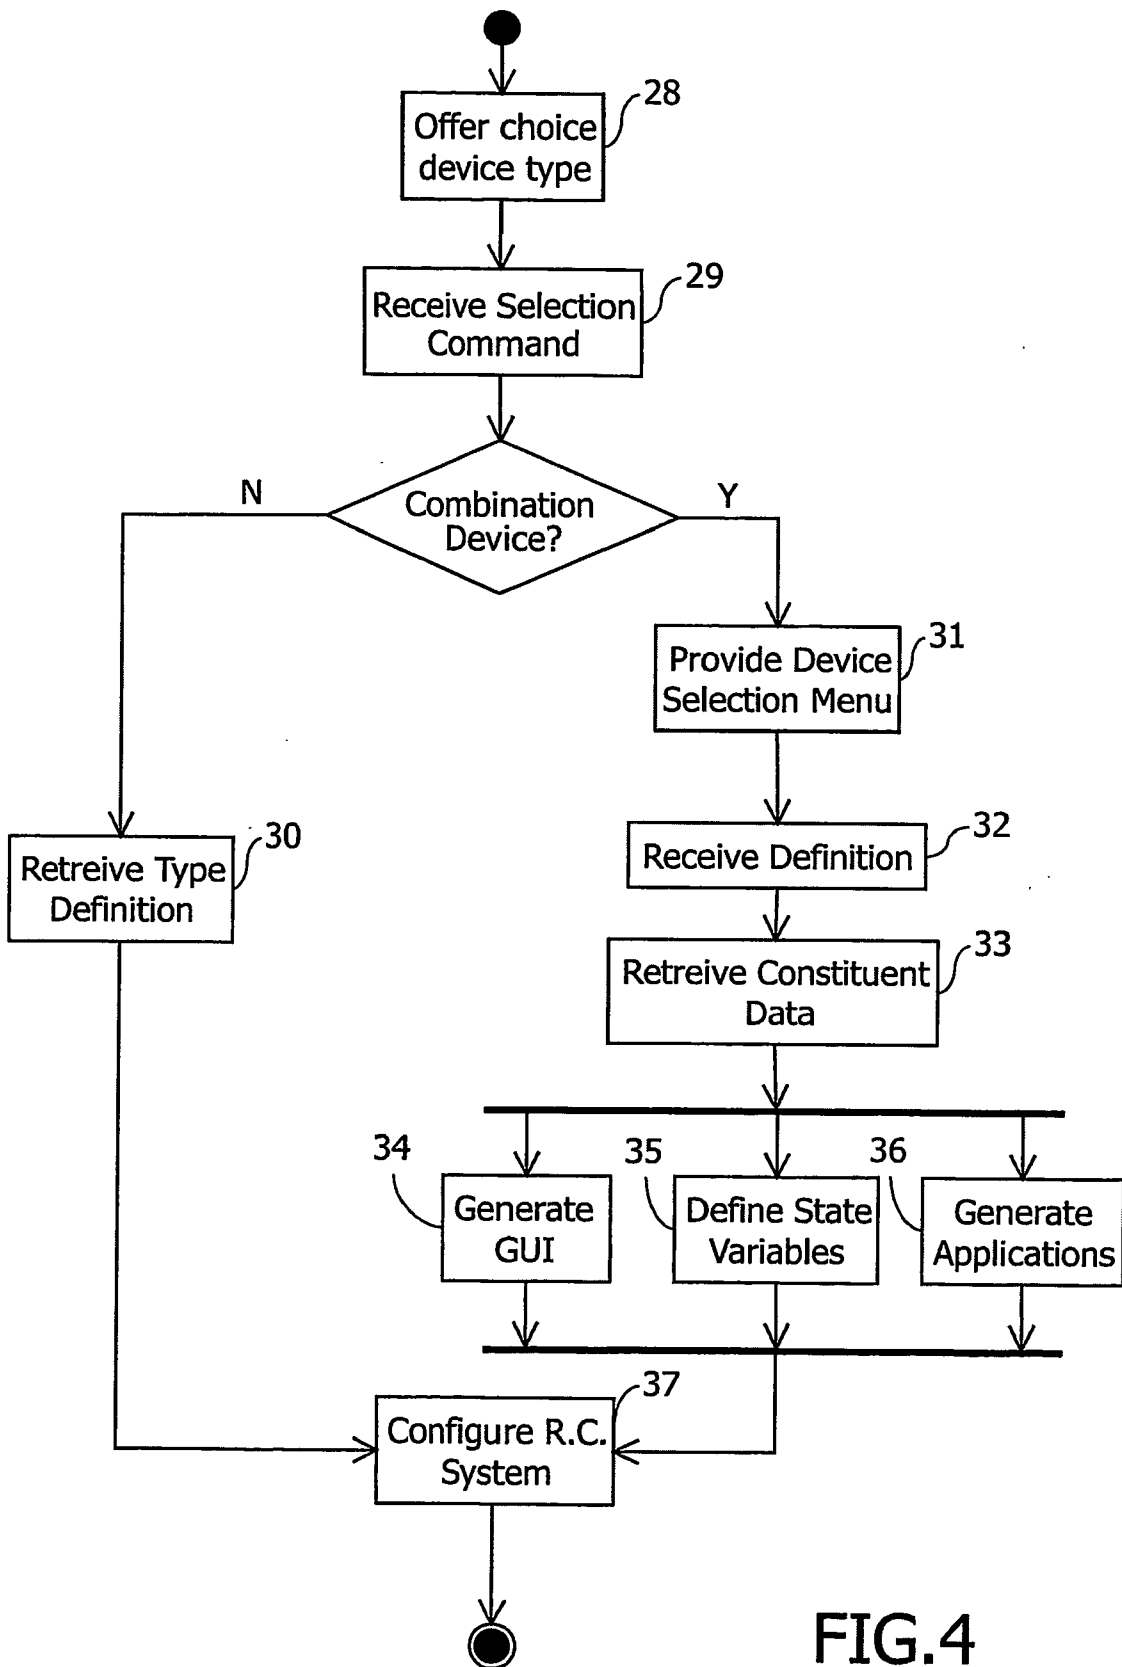 28
Offer choice
device type
29
Receive Selection
Command
N
Combination
Device?
Y
31
Provide Device
Selection Menu
30
Retreive Type
Definition
32
Receive Definition
33
Retreive Constituent
Data
34
Generate
GUI
35
Define State
Variables
36
Generate
Applications
37
Configure R.C.
System
FIG.4